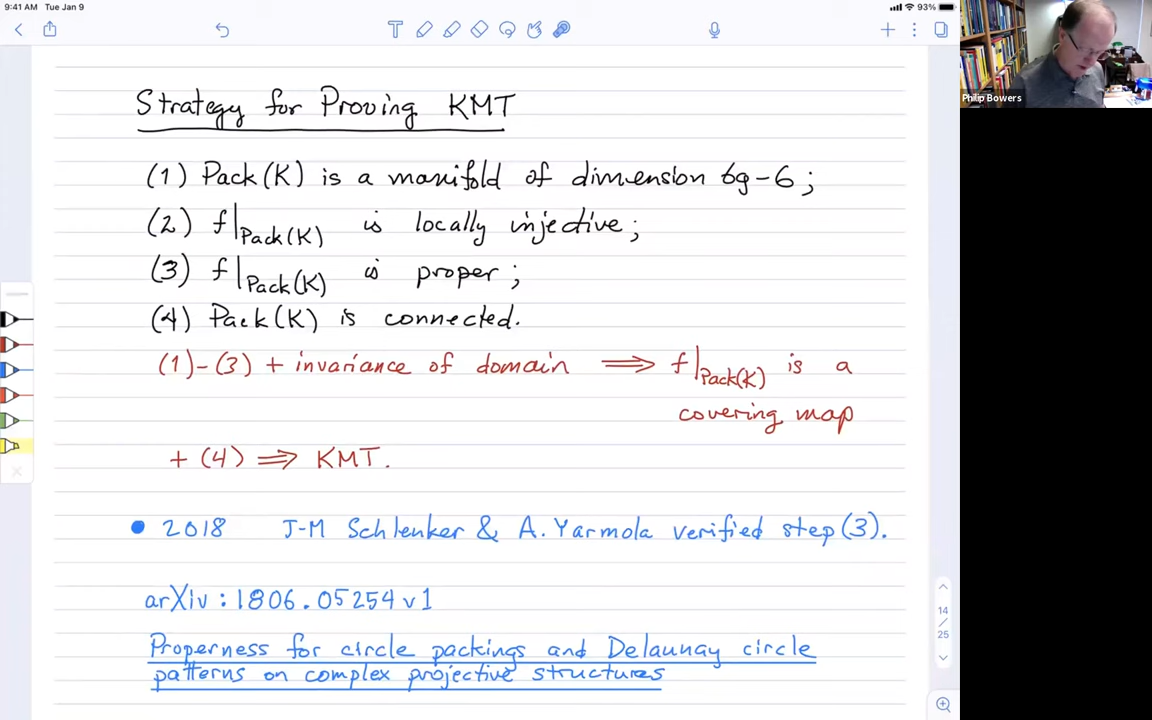 9:41 AM Tue Jan 9
93%
Philip Bowers
Strategy for Proving KMT
(1) Pack(K) is a manifold of dimension 6g-6;
(2) f|Pack(K) is locally injective;
(3) f|Pack(K) is proper;
(4) Pack(K) is connected.
(1)-(3) + invariance of domain ⟹ f|Pack(K) is a
covering map
+ (4) ⟹ KMT.
• 2018 J-M Schlenker & A. Yarmola verified step (3).
arXiv:1806.05254v1
Properness for circle packings and Delaunay circle
patterns on complex projective structures
14
/
25